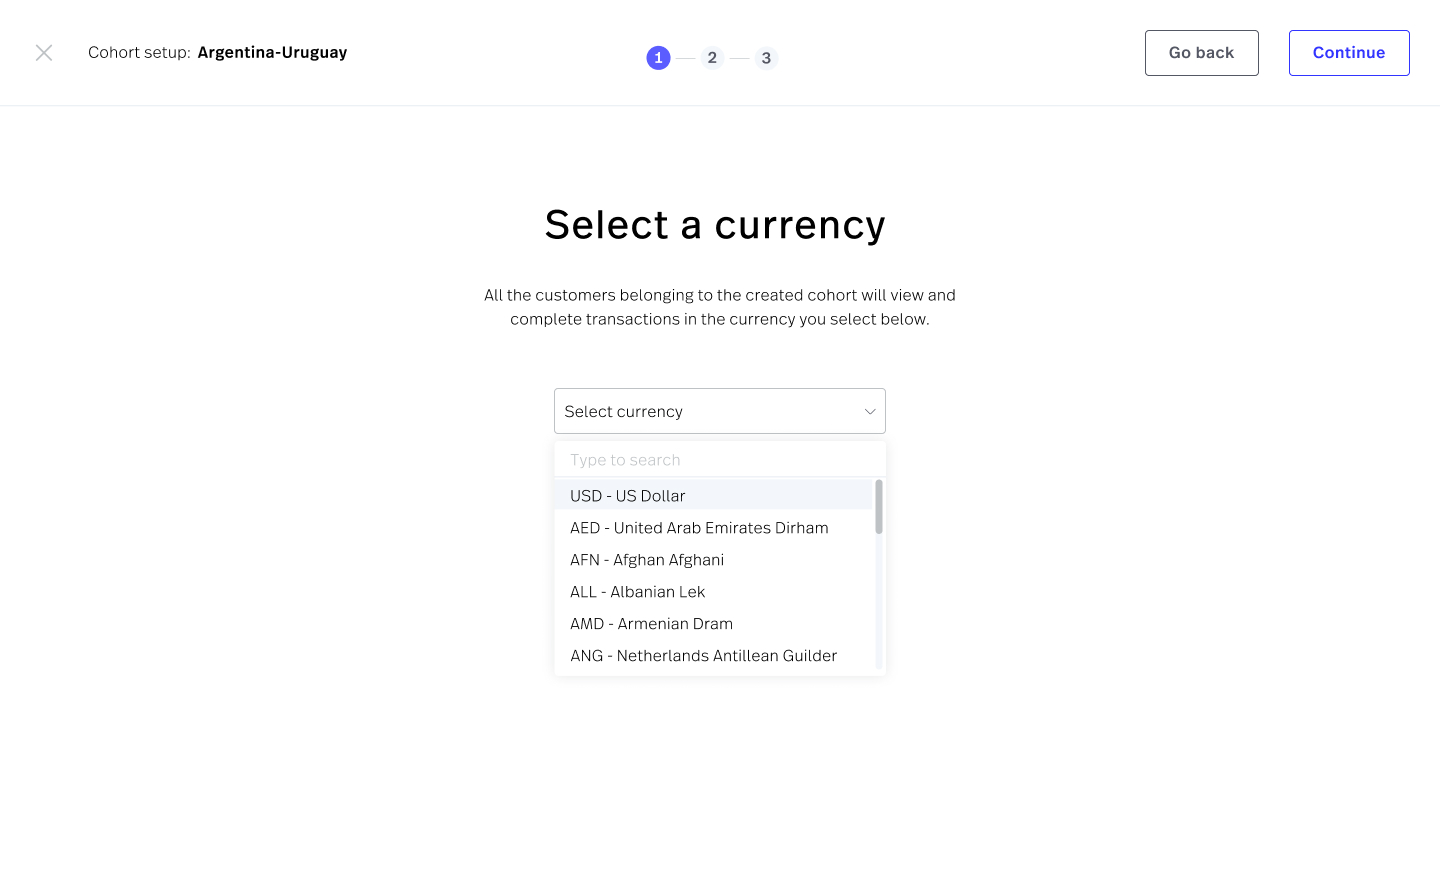 Cohort setup: Argentina-Uruguay
1
2
3
Go back
Continue
Select a currency
All the customers belonging to the created cohort will view and
complete transactions in the currency you select below.
Select currency
Type to search
USD - US Dollar
AED - United Arab Emirates Dirham
AFN - Afghan Afghani
ALL - Albanian Lek
AMD - Armenian Dram
ANG - Netherlands Antillean Guilder